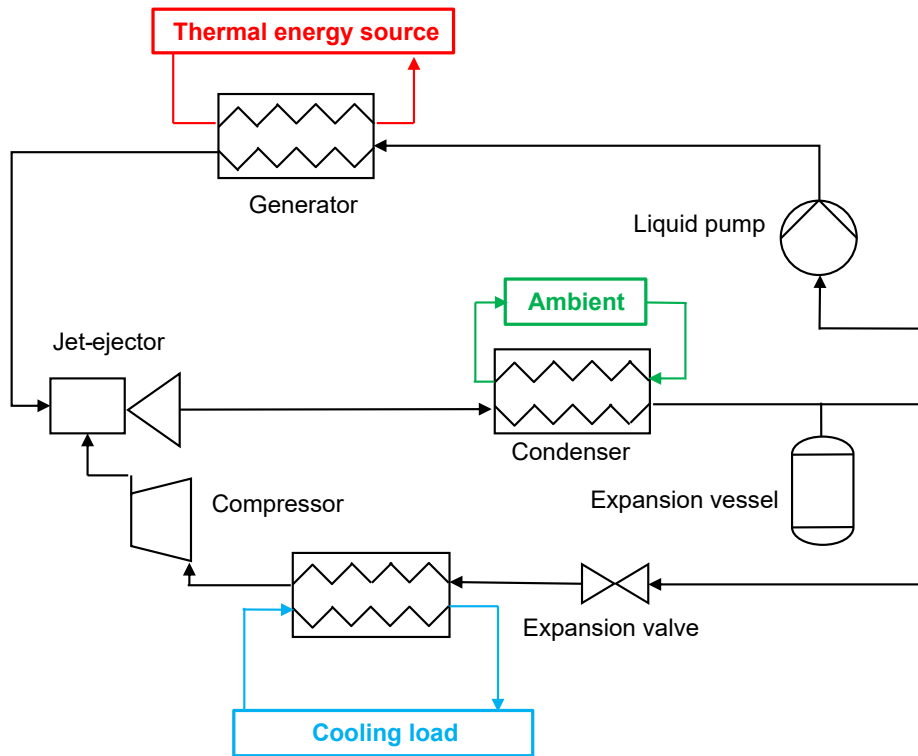 Thermal energy source
Generator
Liquid pump
Ambient
Jet-ejector
Condenser
Compressor
Expansion vessel
Expansion valve
Cooling load